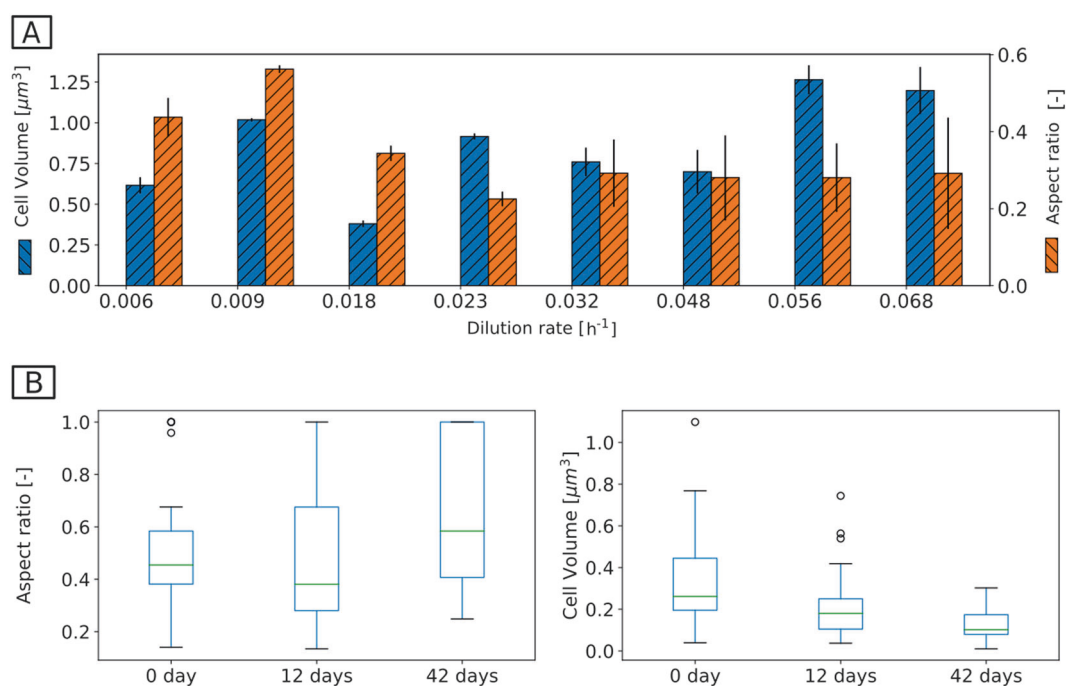 A
Cell Volume [μm³]
1.25
1.00
0.75
0.50
0.25
0.00
0.6
0.4
0.2
0.0
Aspect ratio [-]
0.006 0.009 0.018 0.023 0.032 0.048 0.056 0.068
Dilution rate [h⁻¹]
B
Aspect ratio [-]
1.0
0.8
0.6
0.4
0.2
0 day 12 days 42 days
Cell Volume [μm³]
1.0
0.8
0.6
0.4
0.2
0.0
0 day 12 days 42 days